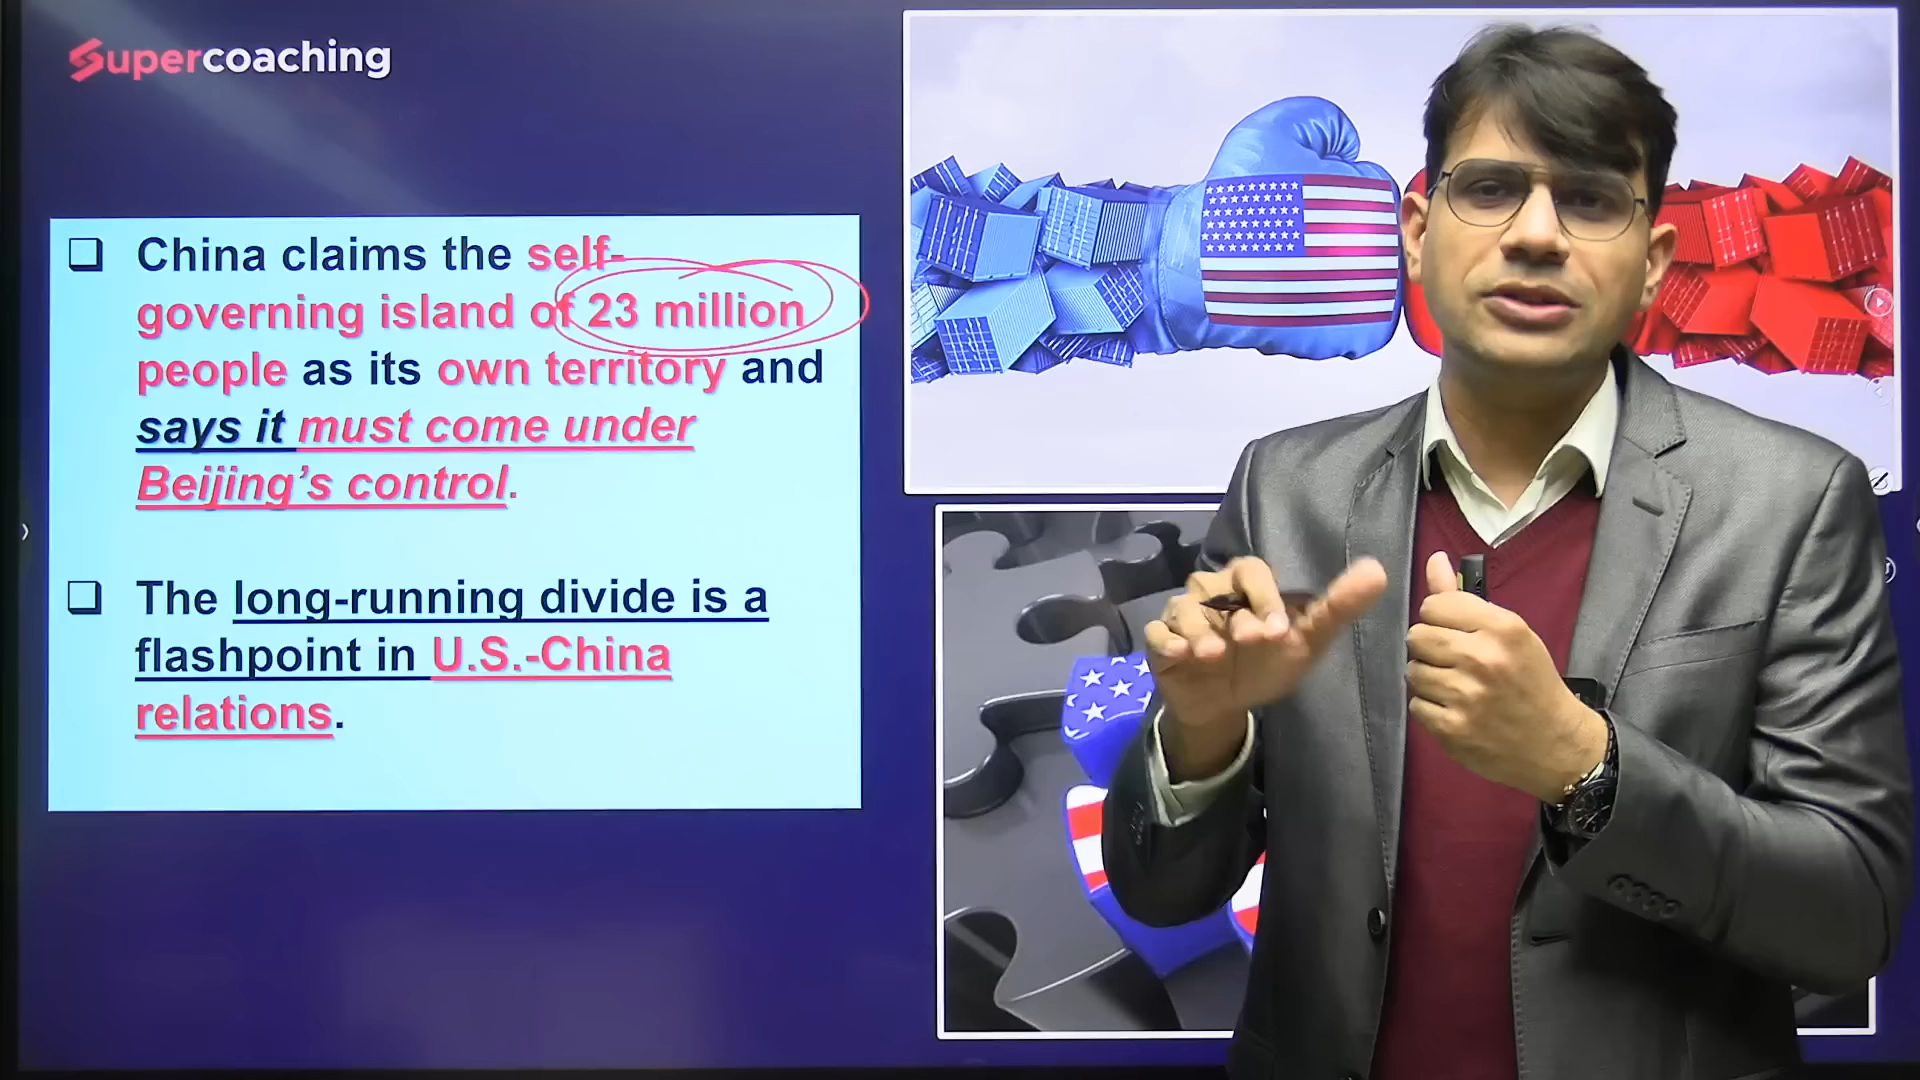 Supercoaching
❑ China claims the self-
governing island of 23 million
people as its own territory and
says it must come under
Beijing’s control.
❑ The long-running divide is a
flashpoint in U.S.-China
relations.